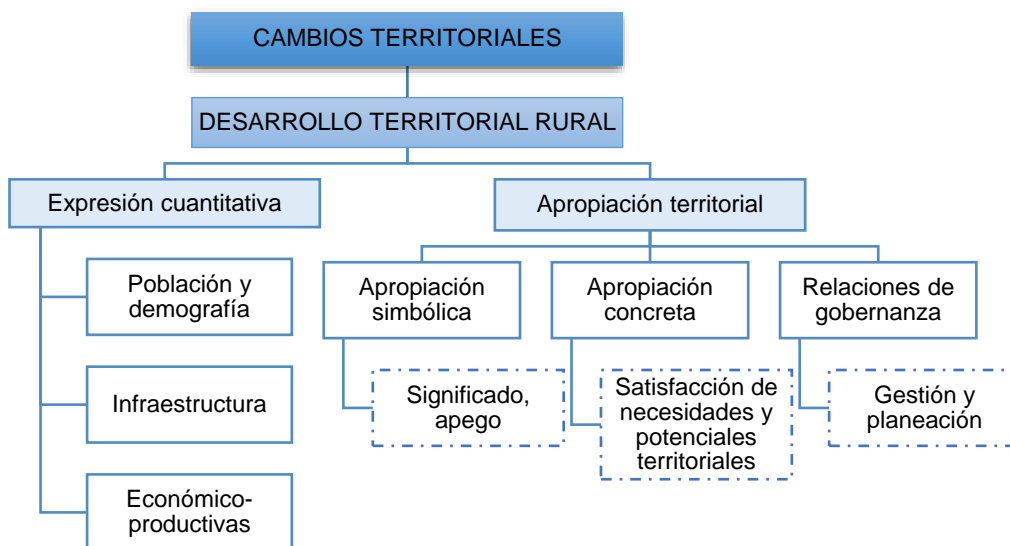 CAMBIOS TERRITORIALES
DESARROLLO TERRITORIAL RURAL
Expresión cuantitativa
Población y
demografía
Infraestructura
Económico-
productivas
Apropiación territorial
Apropiación
simbólica
Significado,
apego
Apropiación
concreta
Satisfacción de
necesidades y
potenciales
territoriales
Relaciones de
gobernanza
Gestión y
planeación